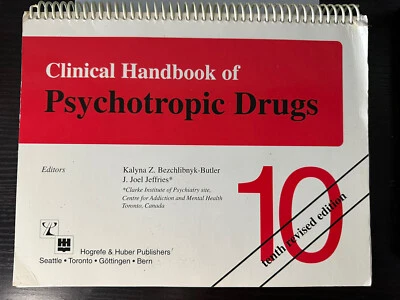 Clinical Handbook of
Psychotropic Drugs
Editors
Kalyna Z. Bezchlibnyk-Butler
J. Joel Jeffries*
*Clarke Institute of Psychiatry site,
Centre for Addiction and Mental Health
Toronto, Canada
10
tenth revised edition
Hogrefe & Huber Publishers
Seattle • Toronto • Göttingen • Bern